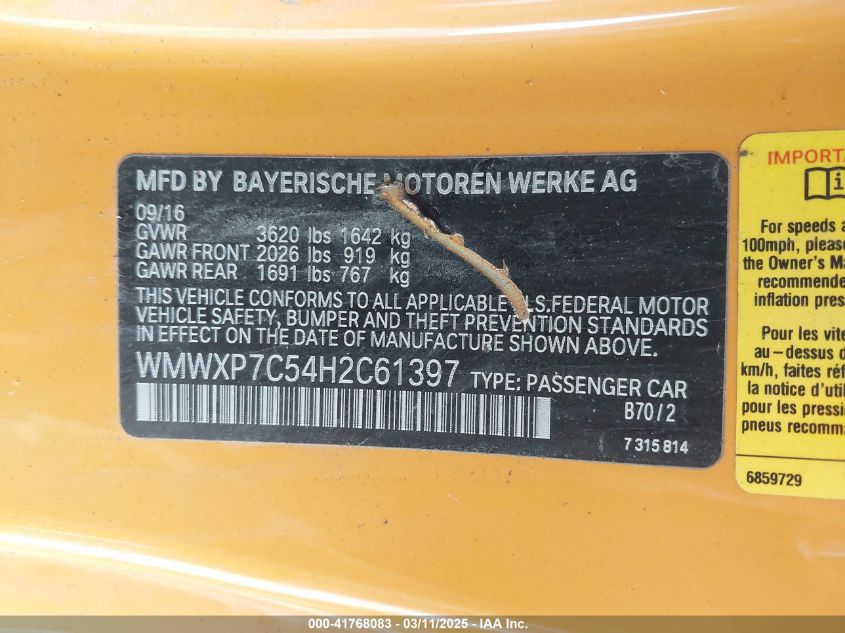 MFD BY BAYERISCHE MOTOREN WERKE AG
09/16
GVWR 3620 lbs 1642 kg
GAWR FRONT 2026 lbs 919 kg
GAWR REAR 1691 lbs 767 kg
THIS VEHICLE CONFORMS TO ALL APPLICABLE U.S.FEDERAL MOTOR
VEHICLE SAFETY, BUMPER AND THEFT PREVENTION STANDARDS
IN EFFECT ON THE DATE OF MANUFACTURE SHOWN ABOVE.
WMWXP7C54H2C61397 TYPE: PASSENGER CAR
B70/2
7 315 814
IMPORTA
For speeds a
100mph, please
the Owner's Ma
recommende
inflation pres
Pour les vite
au-dessus de
km/h, faites réf
la notice d'util
pour les pressi
pneus recomma
6859729
000-41768083 - 03/11/2025 - IAA Inc.